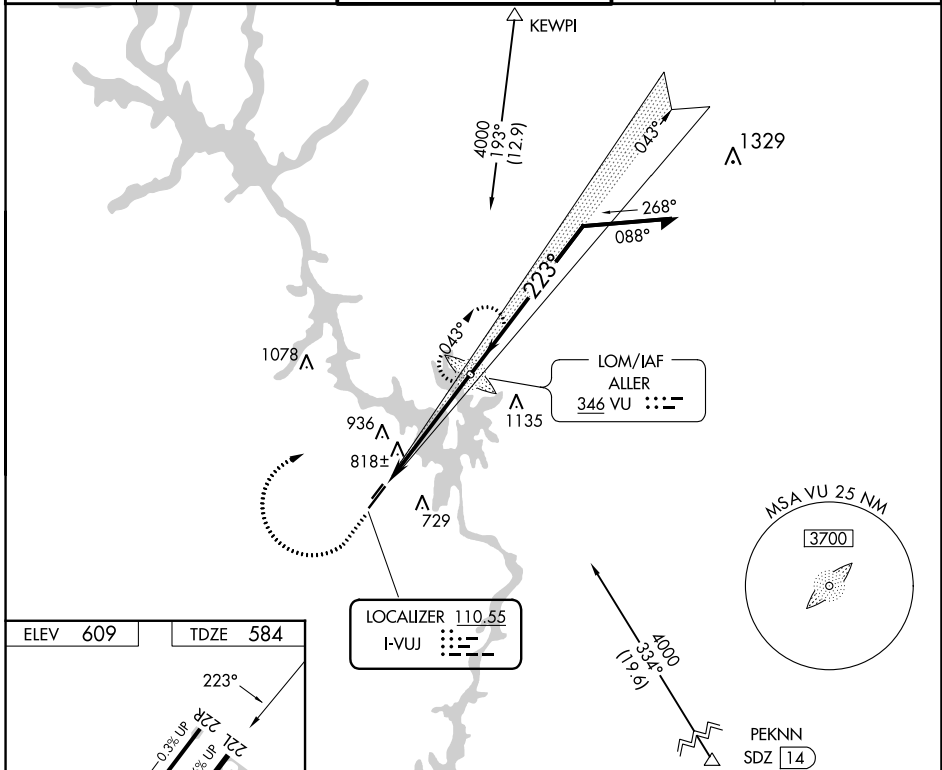 KEWPI
4000
193°
(12.9)
043°
1329
268°
088°
223°
043°
LOM/IAF
ALLER
346 VU
1078
1135
936
818±
729
MSA VU 25 NM
3700
LOCALIZER 110.55
I-VUJ
4000
334°
(19.6)
PEKNN
SDZ 14
ELEV 609
TDZE 584
223°
22R
22L
0.3% UP
% UP